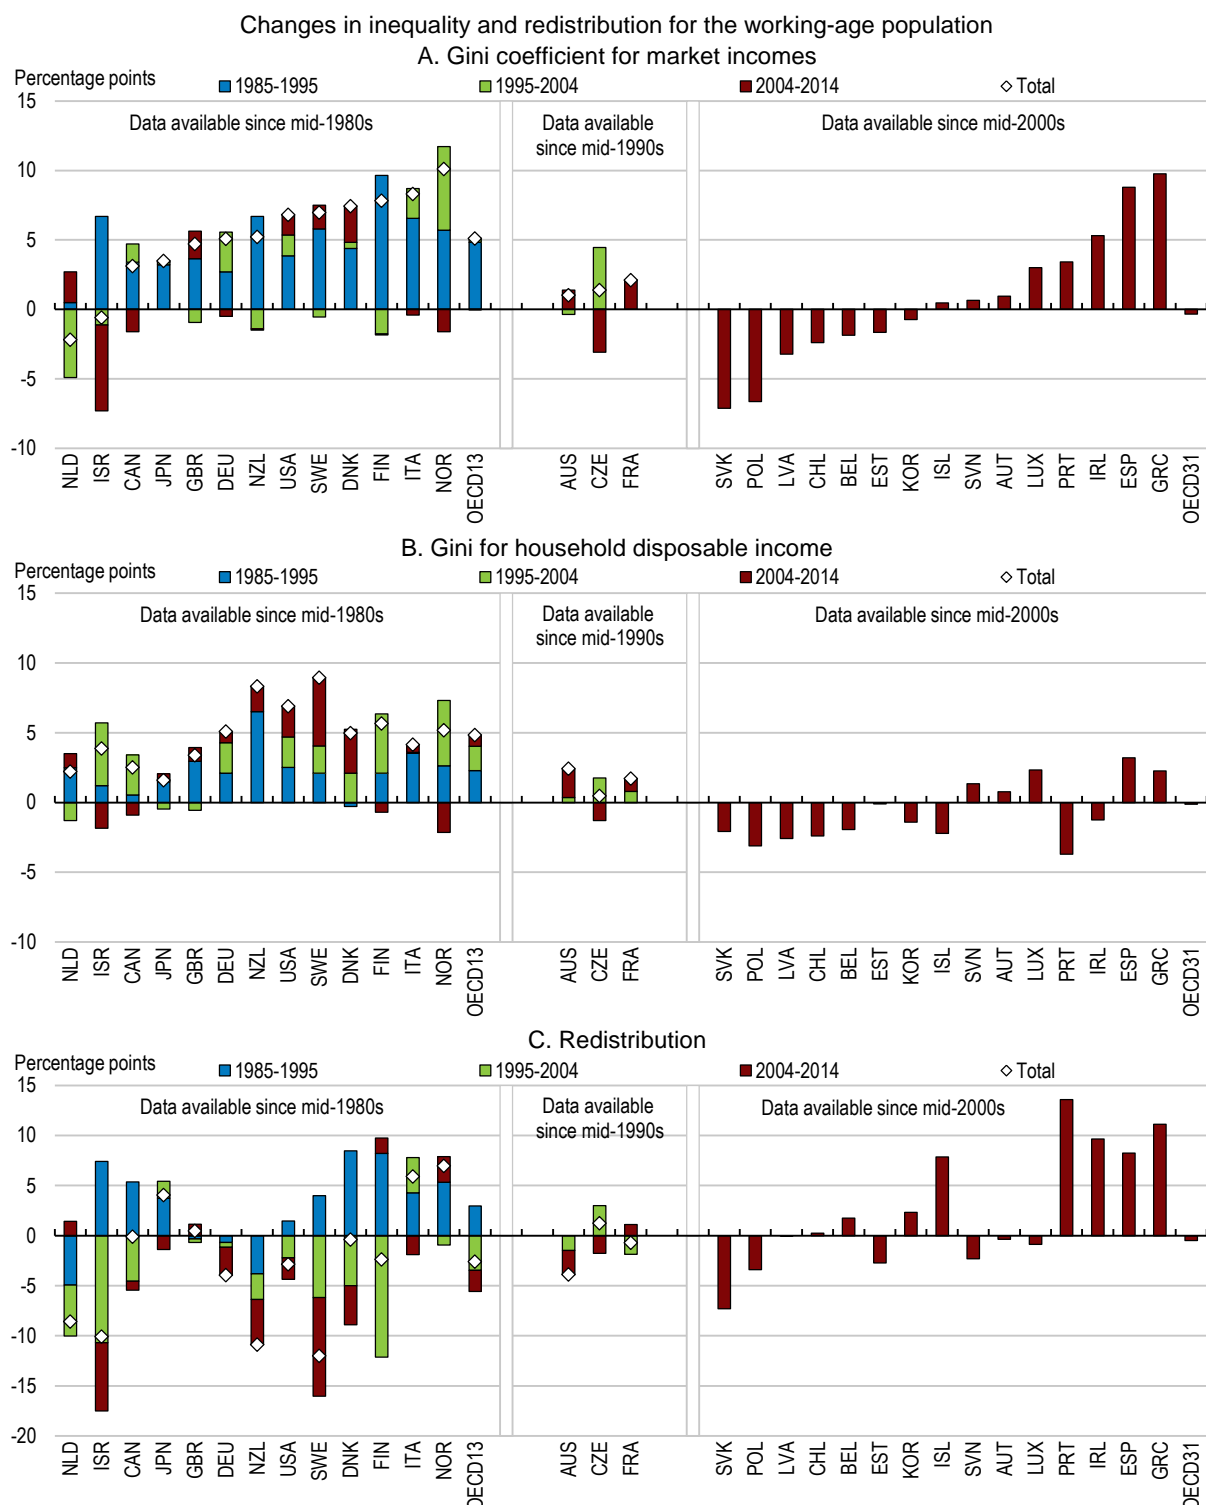 Changes in inequality and redistribution for the working-age population
A. Gini coefficient for market incomes
Percentage points
1985-1995 1995-2004 2004-2014 Total
15
10
5
0
-5
-10
Data available since mid-1980s
Data available
since mid-1990s
Data available since mid-2000s
NLD ISR CAN JPN GBR DEU NZL USA SWE DNK FIN ITA NOR OECD13 AUS CZE FRA SVK POL LVA CHL BEL EST KOR ISL SVN AUT LUX PRT IRL ESP GRC OECD31
B. Gini for household disposable income
Percentage points
1985-1995 1995-2004 2004-2014 Total
15
10
5
0
-5
-10
Data available since mid-1980s
Data available
since mid-1990s
Data available since mid-2000s
NLD ISR CAN JPN GBR DEU NZL USA SWE DNK FIN ITA NOR OECD13 AUS CZE FRA SVK POL LVA CHL BEL EST KOR ISL SVN AUT LUX PRT IRL ESP GRC OECD31
C. Redistribution
Percentage points
1985-1995 1995-2004 2004-2014 Total
15
10
5
0
-5
-10
-15
-20
Data available since mid-1980s
Data available
since mid-1990s
Data available since mid-2000s
NLD ISR CAN JPN GBR DEU NZL USA SWE DNK FIN ITA NOR OECD13 AUS CZE FRA SVK POL LVA CHL BEL EST KOR ISL SVN AUT LUX PRT IRL ESP GRC OECD31